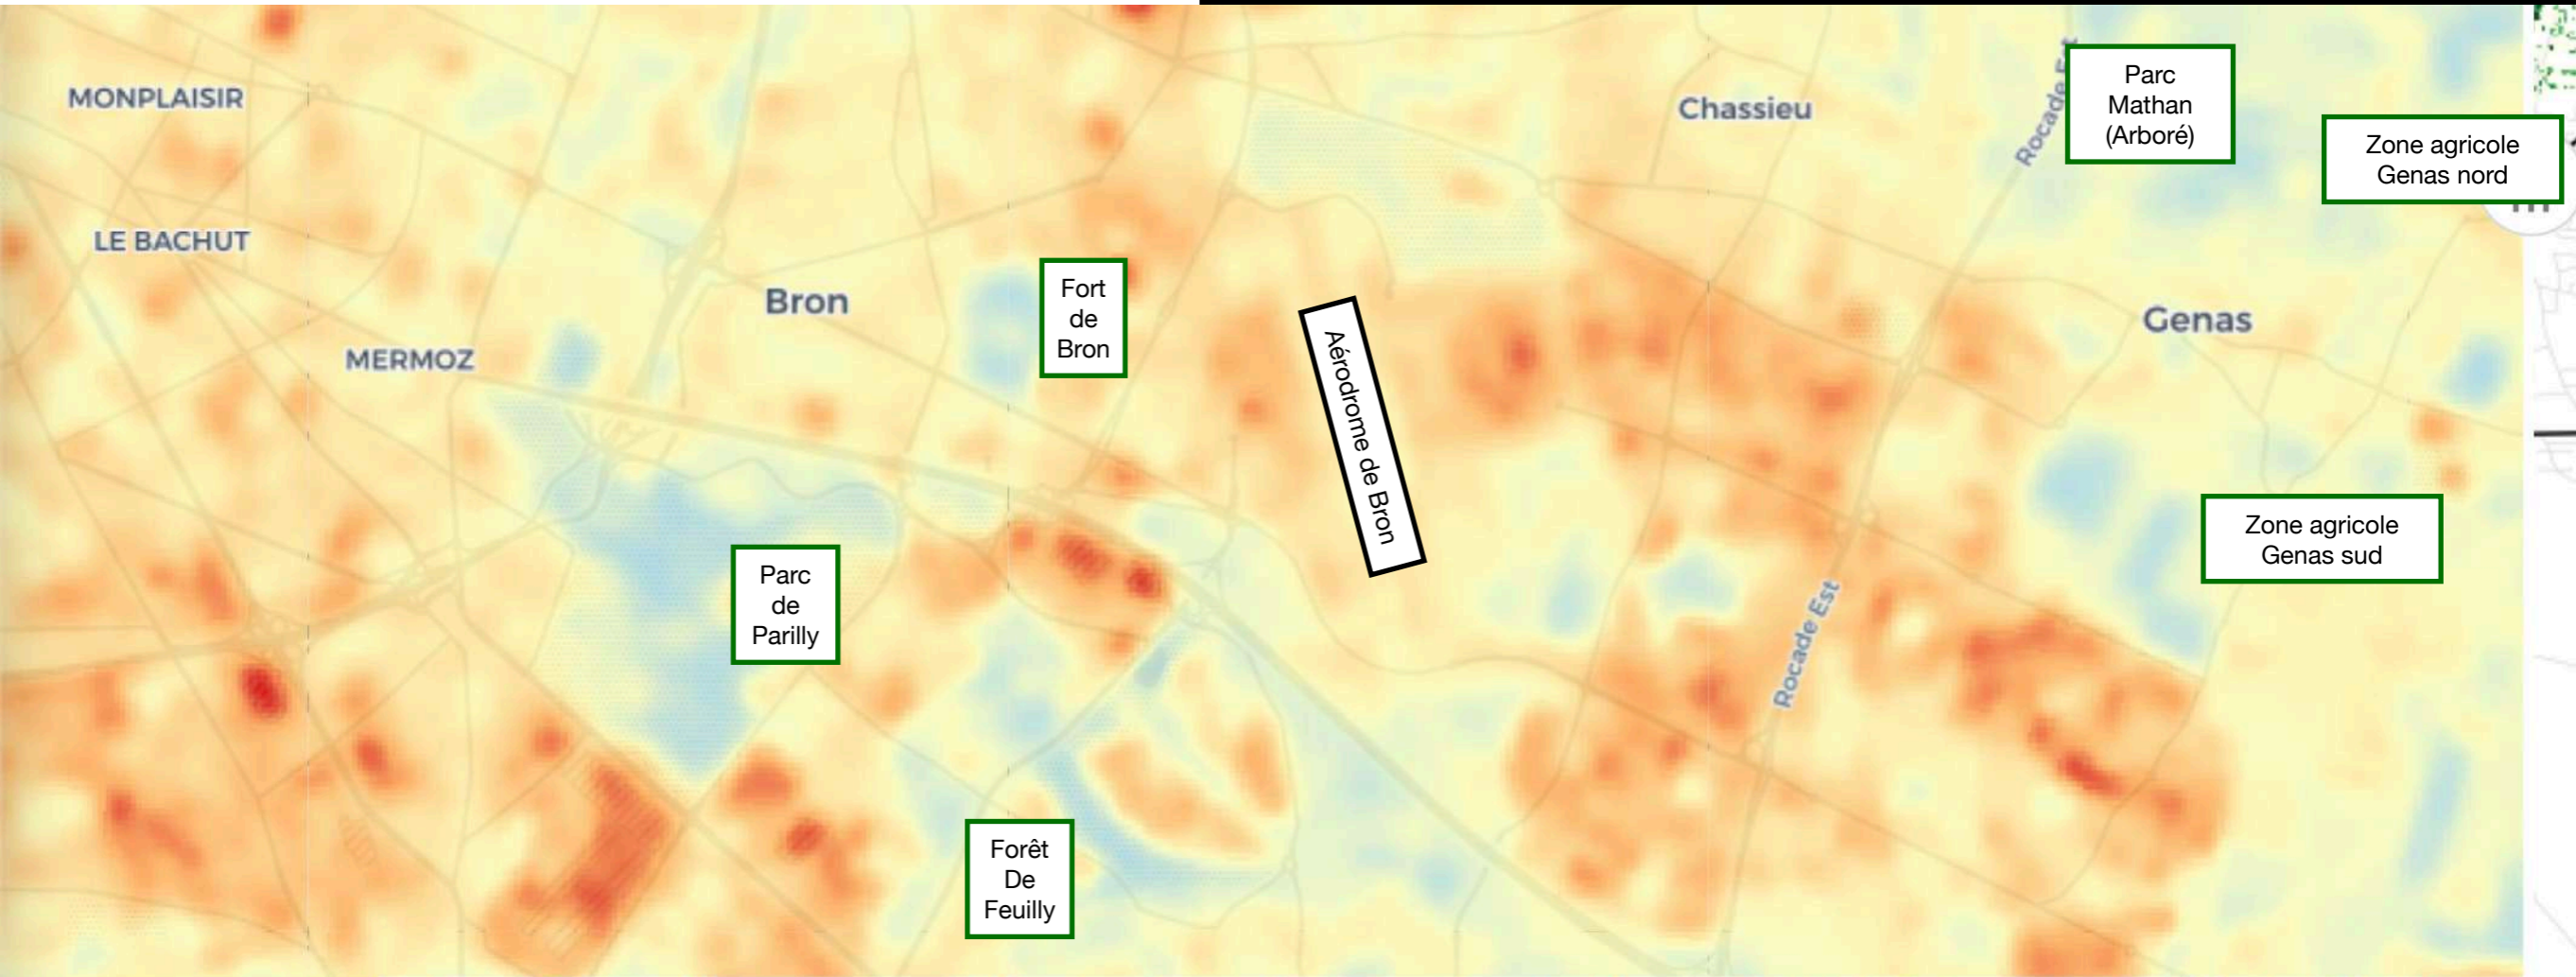 MONPLAISIR
Chassieu
Rocade Est
Parc
Mathan
(Arboré)
Zone agricole
Genas nord
LE BACHUT
Bron
Fort
de
Bron
Aérodrome de Bron
Genas
MERMOZ
Parc
de
Parilly
Zone agricole
Genas sud
Rocade Est
Forêt
De
Feuilly